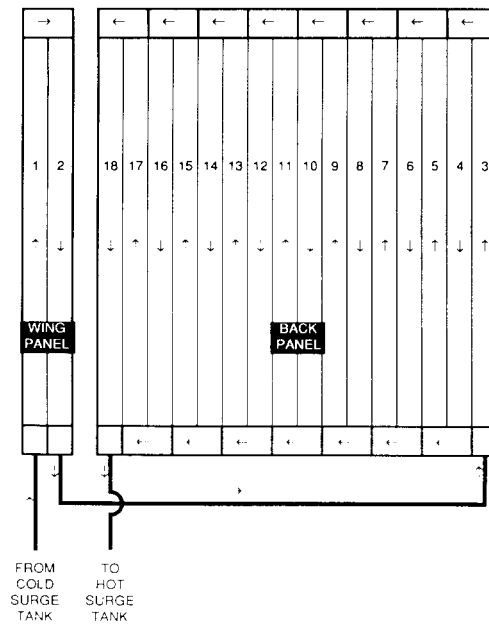 1 2 18 17 16 15 14 13 12 11 10 9 8 7 6 5 4 3
WING
PANEL
BACK
PANEL
FROM
COLD
SURGE
TANK
TO
HOT
SURGE
TANK